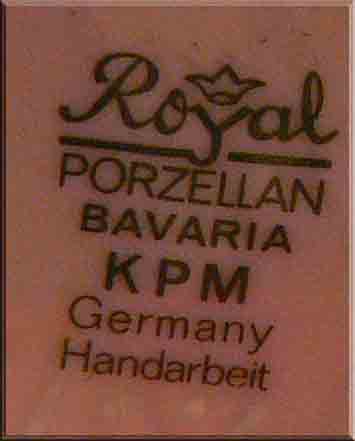 Royal
PORZELLAN
BAVARIA
KPM
Germany
Handarbeit